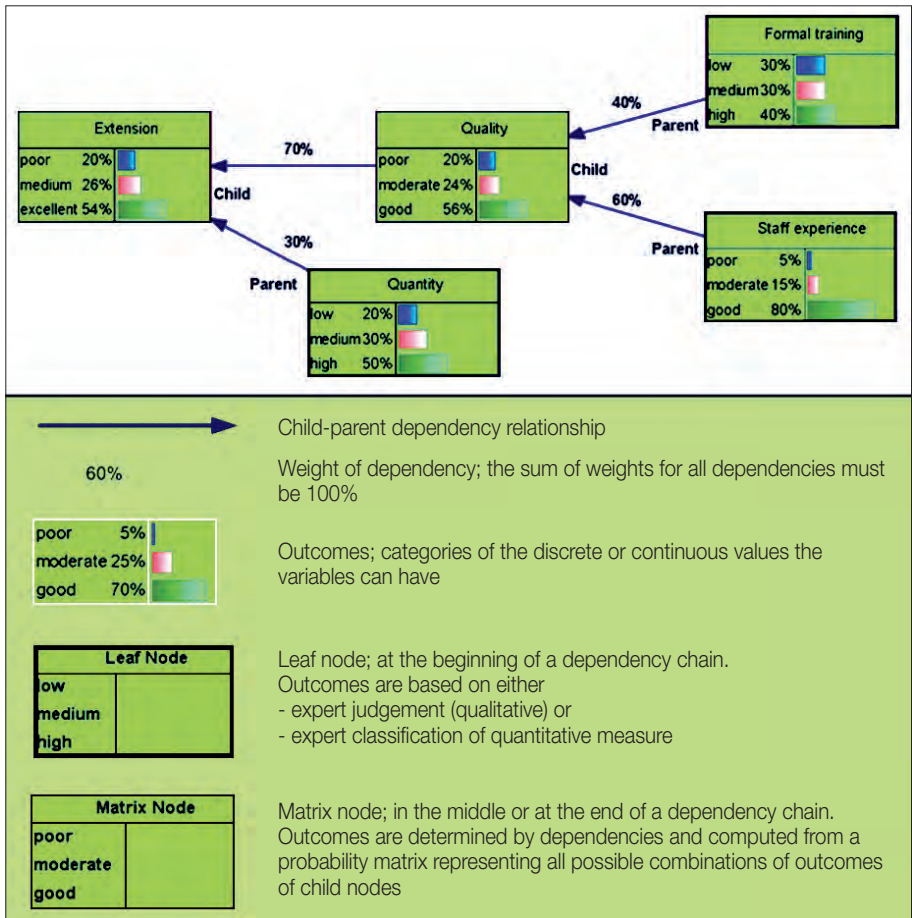 Formal training
low 30%
medium 30%
high 40%
40%
Parent
Extension
poor 20%
medium 26%
excellent 54%
70%
Child
Quality
poor 20%
moderate 24%
good 56%
Child
60%
Parent
Staff experience
poor 5%
moderate 15%
good 80%
30%
Parent
Quantity
low 20%
medium 30%
high 50%
Child-parent dependency relationship
60%
Weight of dependency; the sum of weights for all dependencies must
be 100%
poor 5%
moderate 25%
good 70%
Outcomes; categories of the discrete or continuous values the
variables can have
Leaf Node
low
medium
high
Leaf node; at the beginning of a dependency chain.
Outcomes are based on either
- expert judgement (qualitative) or
- expert classification of quantitative measure
Matrix Node
poor
moderate
good
Matrix node; in the middle or at the end of a dependency chain.
Outcomes are determined by dependencies and computed from a
probability matrix representing all possible combinations of outcomes
of child nodes